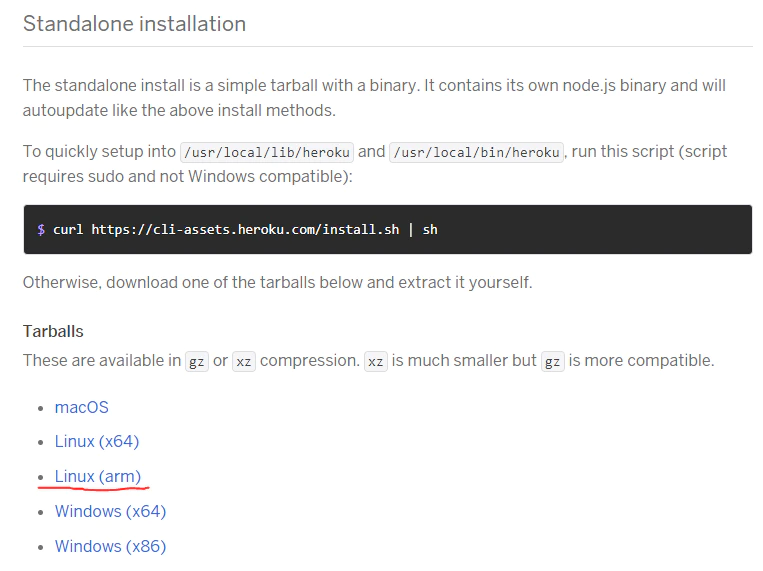 Standalone installation
The standalone install is a simple tarball with a binary. It contains its own node.js binary and will
autoupdate like the above install methods.
To quickly setup into /usr/local/lib/heroku and /usr/local/bin/heroku, run this script (script
requires sudo and not Windows compatible):
$ curl https://cli-assets.heroku.com/install.sh | sh
Otherwise, download one of the tarballs below and extract it yourself.
Tarballs
These are available in gz or xz compression. xz is much smaller but gz is more compatible.
• macOS
• Linux (x64)
• Linux (arm)
• Windows (x64)
• Windows (x86)